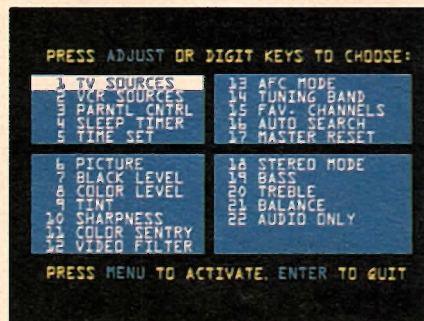 PRESS ADJUST OR DIGIT KEYS TO CHOOSE:
1 TV SOURCES
2 VCR SOURCES
3 PARNTL CNTRL
4 SLEEP TIMER
5 TIME SET
13 AFC MODE
14 TUNING BAND
15 FAV. CHANNELS
16 AUTO SEARCH
17 MASTER RESET
6 PICTURE
7 BLACK LEVEL
8 COLOR LEVEL
9 TINT
10 SHARPNESS
11 COLOR SENTRY
12 VIDEO FILTER
18 STEREO MODE
19 BASS
20 TREBLE
21 BALANCE
22 AUDIO ONLY
PRESS MENU TO ACTIVATE, ENTER TO QUIT